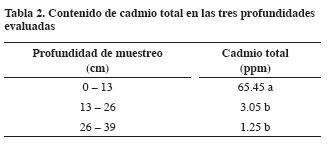 Tabla 2. Contenido de cadmio total en las tres profundidades
evaluadas
Profundidad de muestreo Cadmio total
(cm) (ppm)
0 – 13 65.45 a
13 – 26 3.05 b
26 – 39 1.25 b